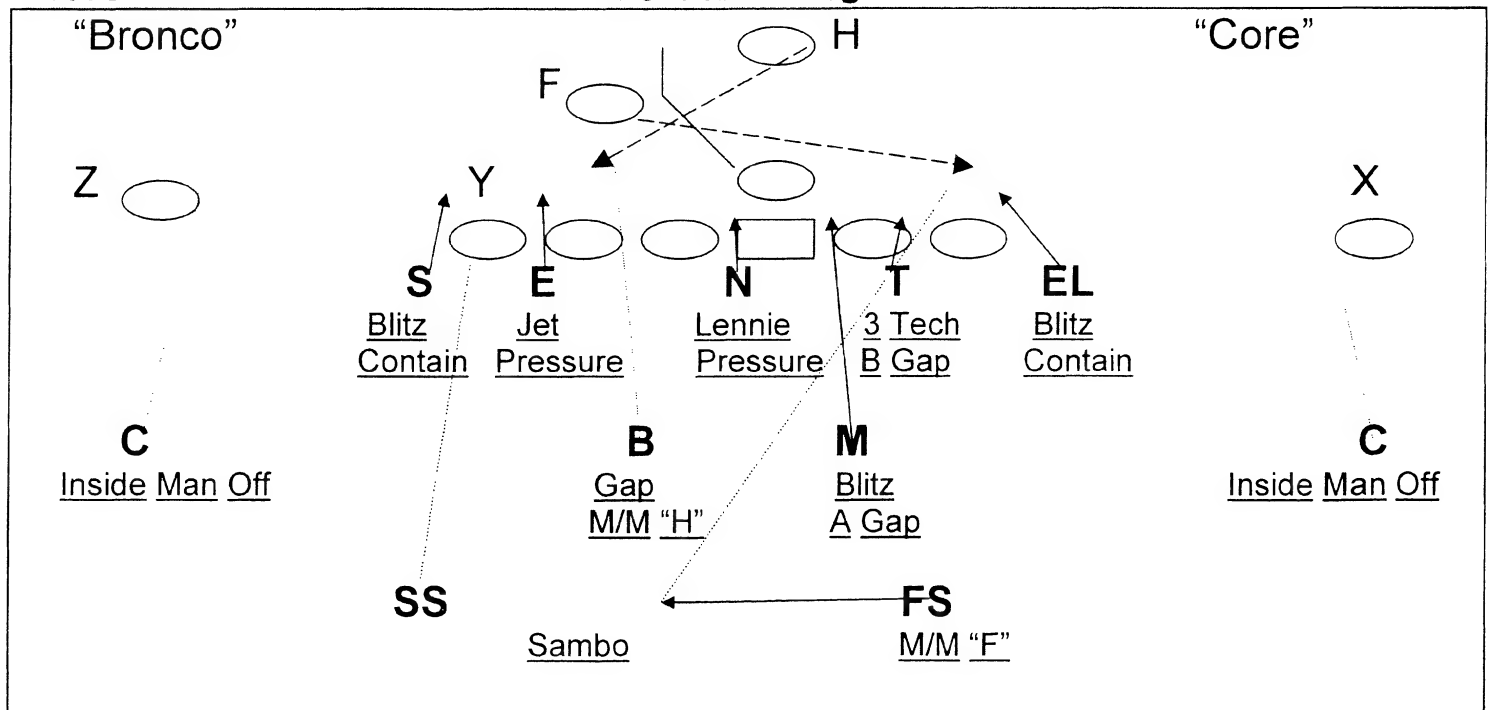 “Bronco”
H
“Core”
F
Z
Y
X
S
E
N
T
EL
Blitz
Contain
Jet
Pressure
Lennie
Pressure
3 Tech
B Gap
Blitz
Contain
C
Inside Man Off
B
Gap
M/M “H”
M
Blitz
A Gap
C
Inside Man Off
SS
FS
Sambo
M/M “F”